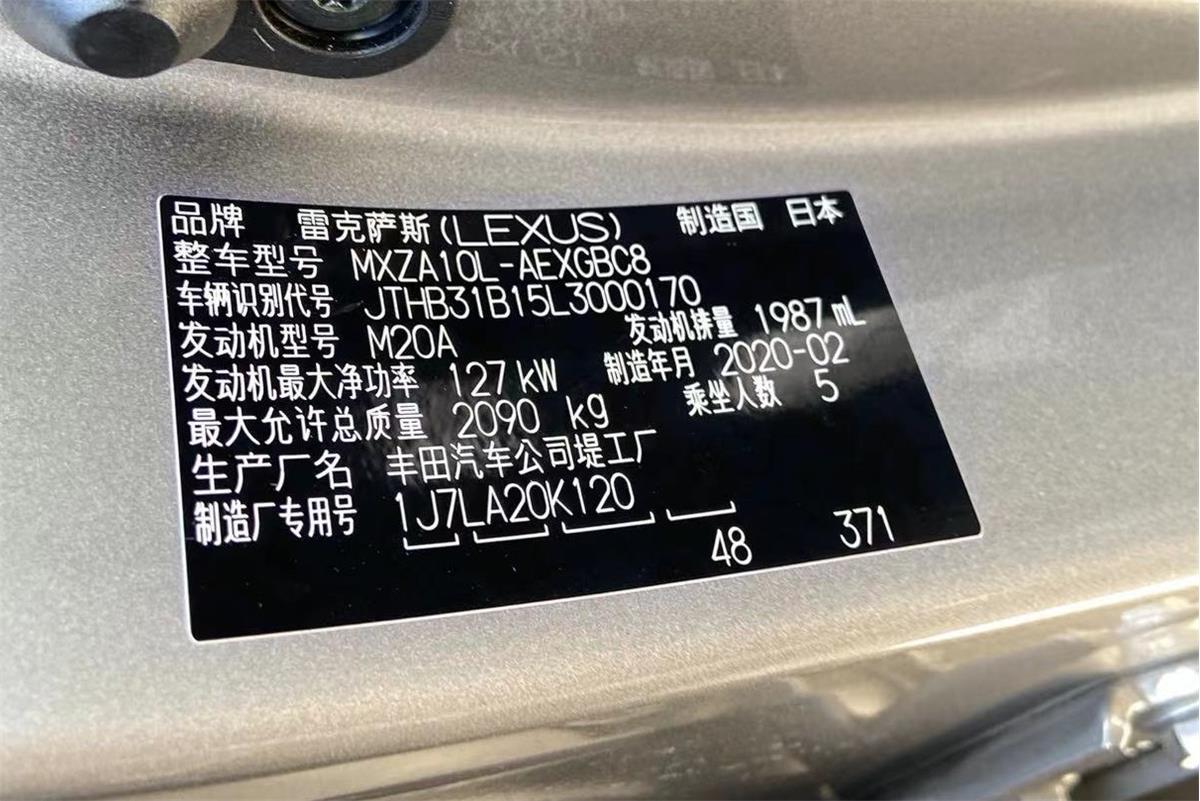 品牌 雷克萨斯(LEXUS) 制造国 日本
整车型号 MXZA10L-AEXGBC8
车辆识别代号 JTHB31B15L3000170
发动机型号 M20A 发动机排量 1987 mL
发动机最大净功率 127 kW 制造年月 2020-02
最大允许总质量 2090 kg 乘坐人数 5
生产厂名 丰田汽车公司堤工厂
制造厂专用号 1J7LA20K120
48 371